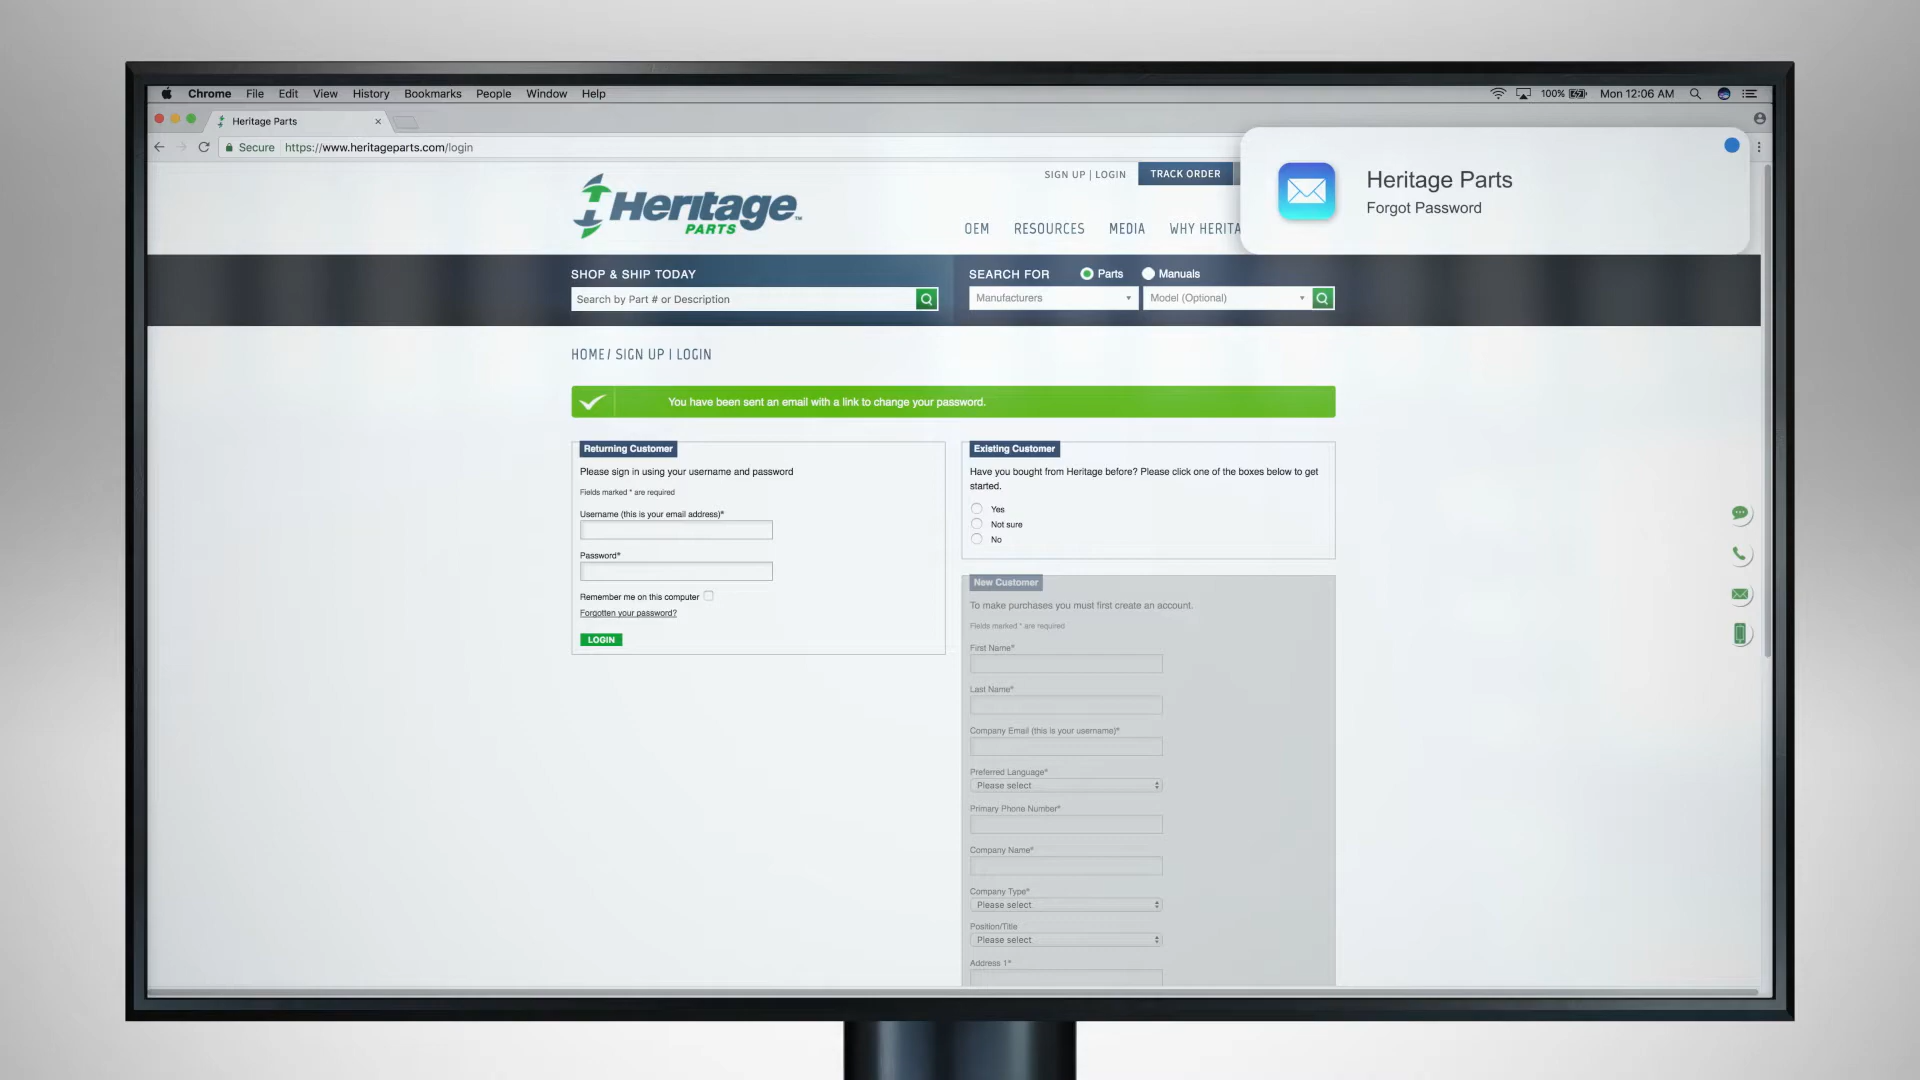 Chrome File Edit View History Bookmarks People Window Help
100% Mon 12:06 AM
Heritage Parts
Secure https://www.heritageparts.com/login
Heritage Parts
Forgot Password
SIGN UP | LOGIN TRACK ORDER
Heritage™
PARTS
OEM RESOURCES MEDIA WHY HERITA
SHOP & SHIP TODAY
Search by Part # or Description
SEARCH FOR Parts Manuals
Manufacturers Model (Optional)
HOME/ SIGN UP | LOGIN
You have been sent an email with a link to change your password.
Returning Customer
Please sign in using your username and password
Fields marked * are required
Username (this is your email address)*
Password*
Remember me on this computer
Forgotten your password?
LOGIN
Existing Customer
Have you bought from Heritage before? Please click one of the boxes below to get
started.
Yes
Not sure
No
New Customer
To make purchases you must first create an account.
Fields marked * are required
First Name*
Last Name*
Company Email (this is your username)*
Preferred Language*
Please select
Primary Phone Number*
Company Name*
Company Type*
Please select
Position/Title
Please select
Address 1*